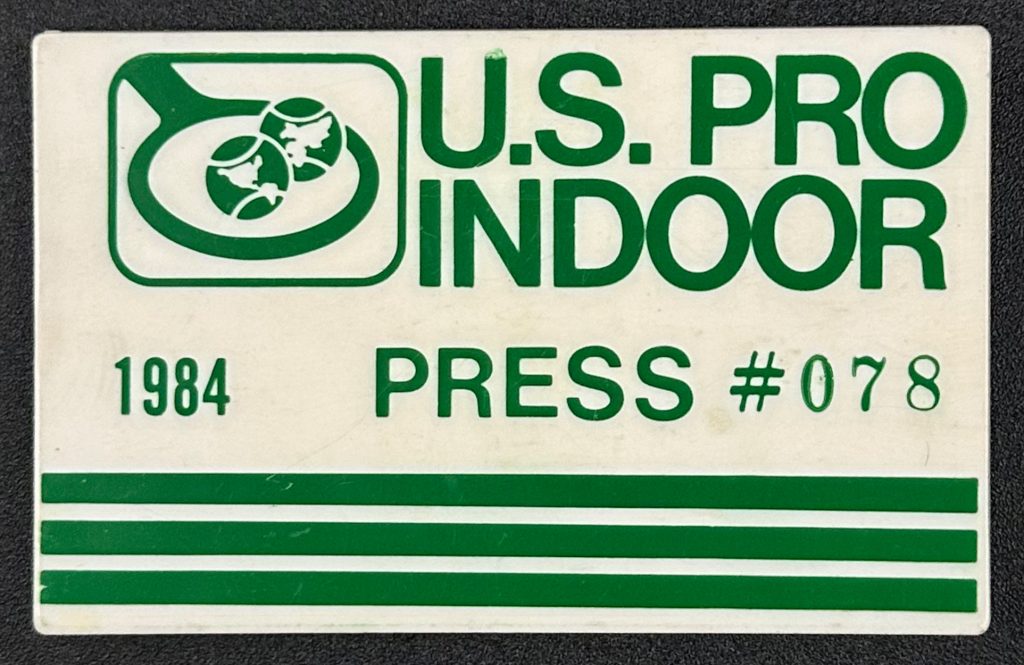 U.S. PRO
INDOOR
1984 PRESS #078